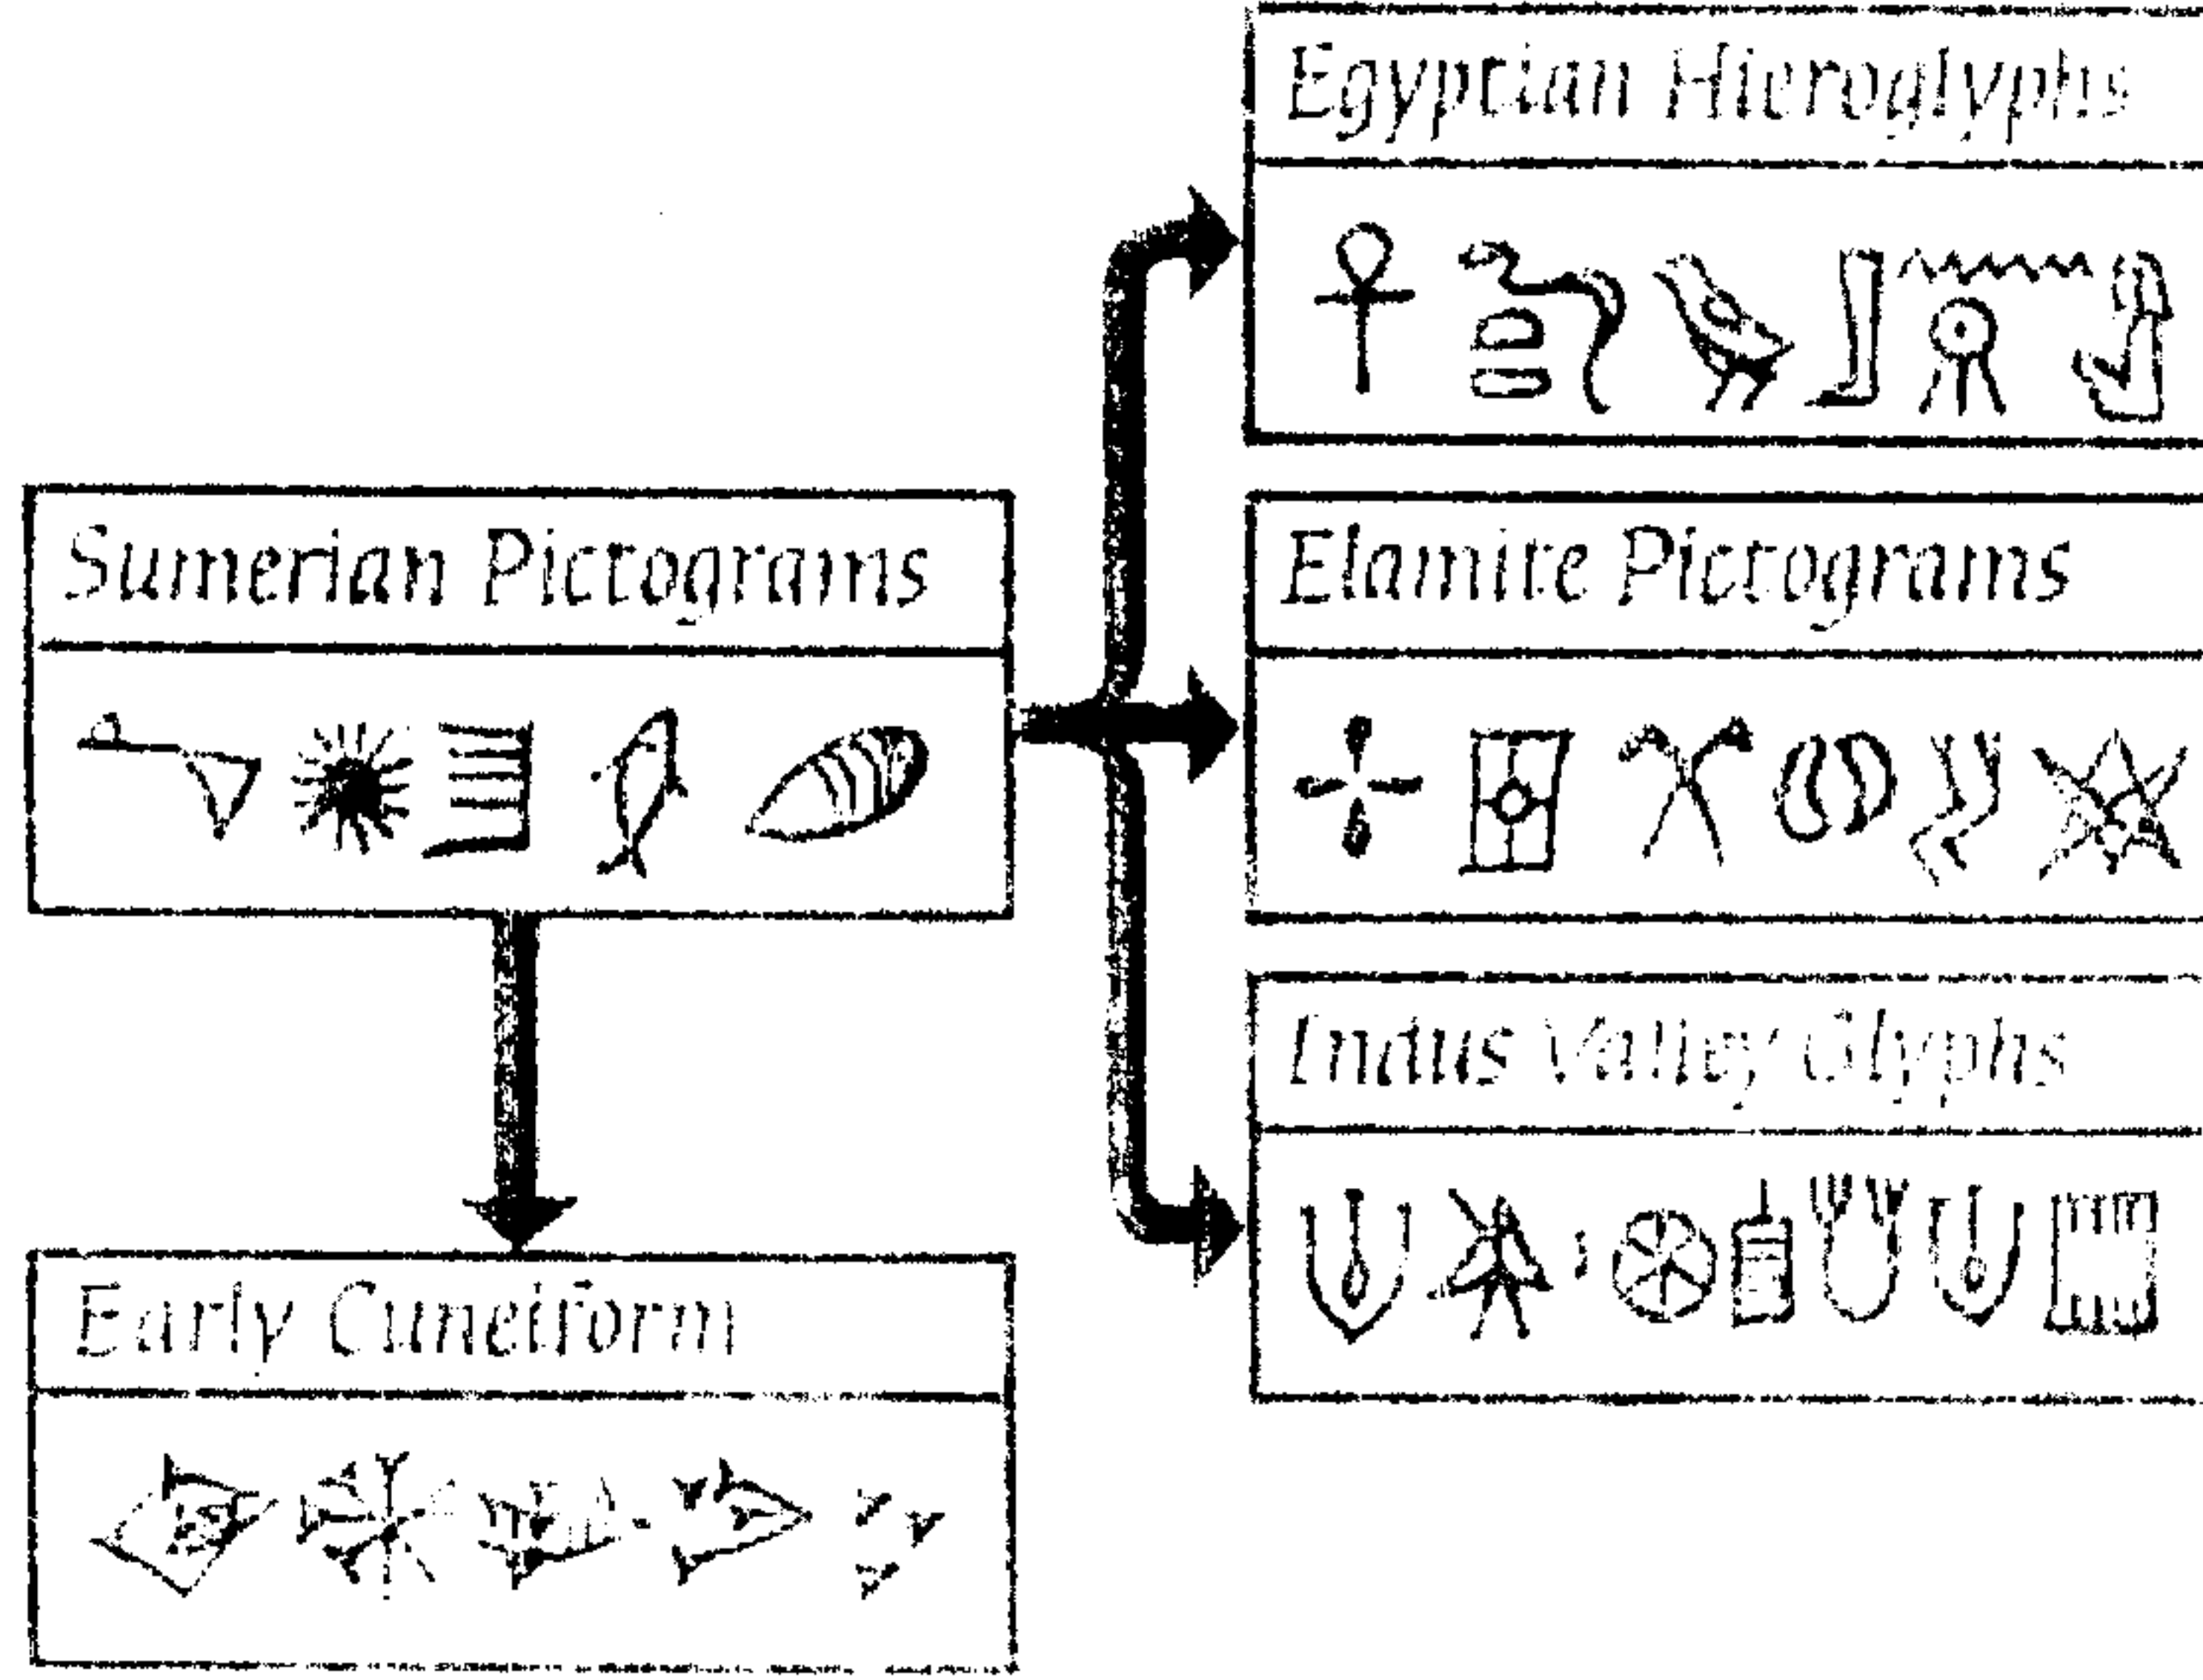 Egyptian Hieroglyphs
Sumerian Pictograms
Elamite Pictograms
Indus Valley Glyphs
Early Cuneiform